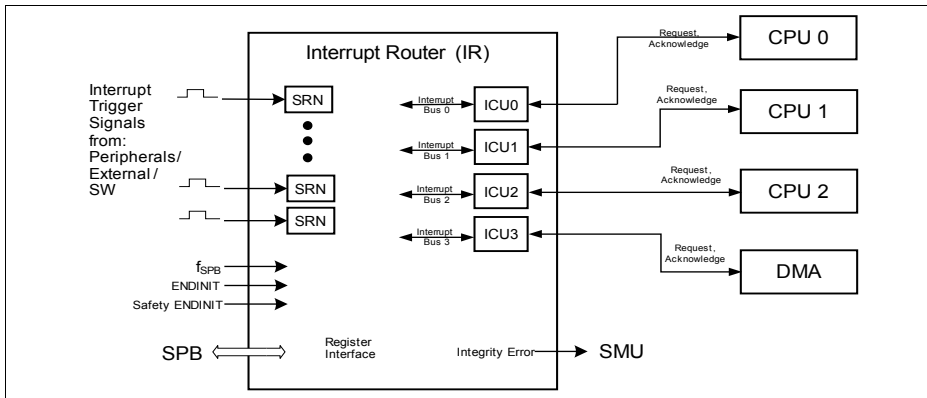 Interrupt Router (IR)
Interrupt
Trigger
Signals
from:
Peripherals/
External/
SW
SRN
SRN
SRN
fSPB
ENDINIT
Safety ENDINIT
SPB
Register
Interface
Interrupt
Bus 0
ICU0
Interrupt
Bus 1
ICU1
Interrupt
Bus 2
ICU2
Interrupt
Bus 3
ICU3
Integrity Error
SMU
Request,
Acknowledge
CPU 0
Request,
Acknowledge
CPU 1
Request,
Acknowledge
CPU 2
Request,
Acknowledge
DMA